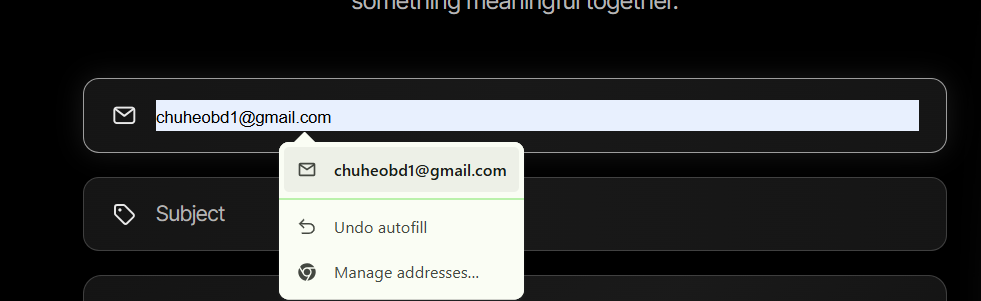 something meaningful together.
chuheobd1@gmail.com
chuheobd1@gmail.com
Subject
Undo autofill
Manage addresses...